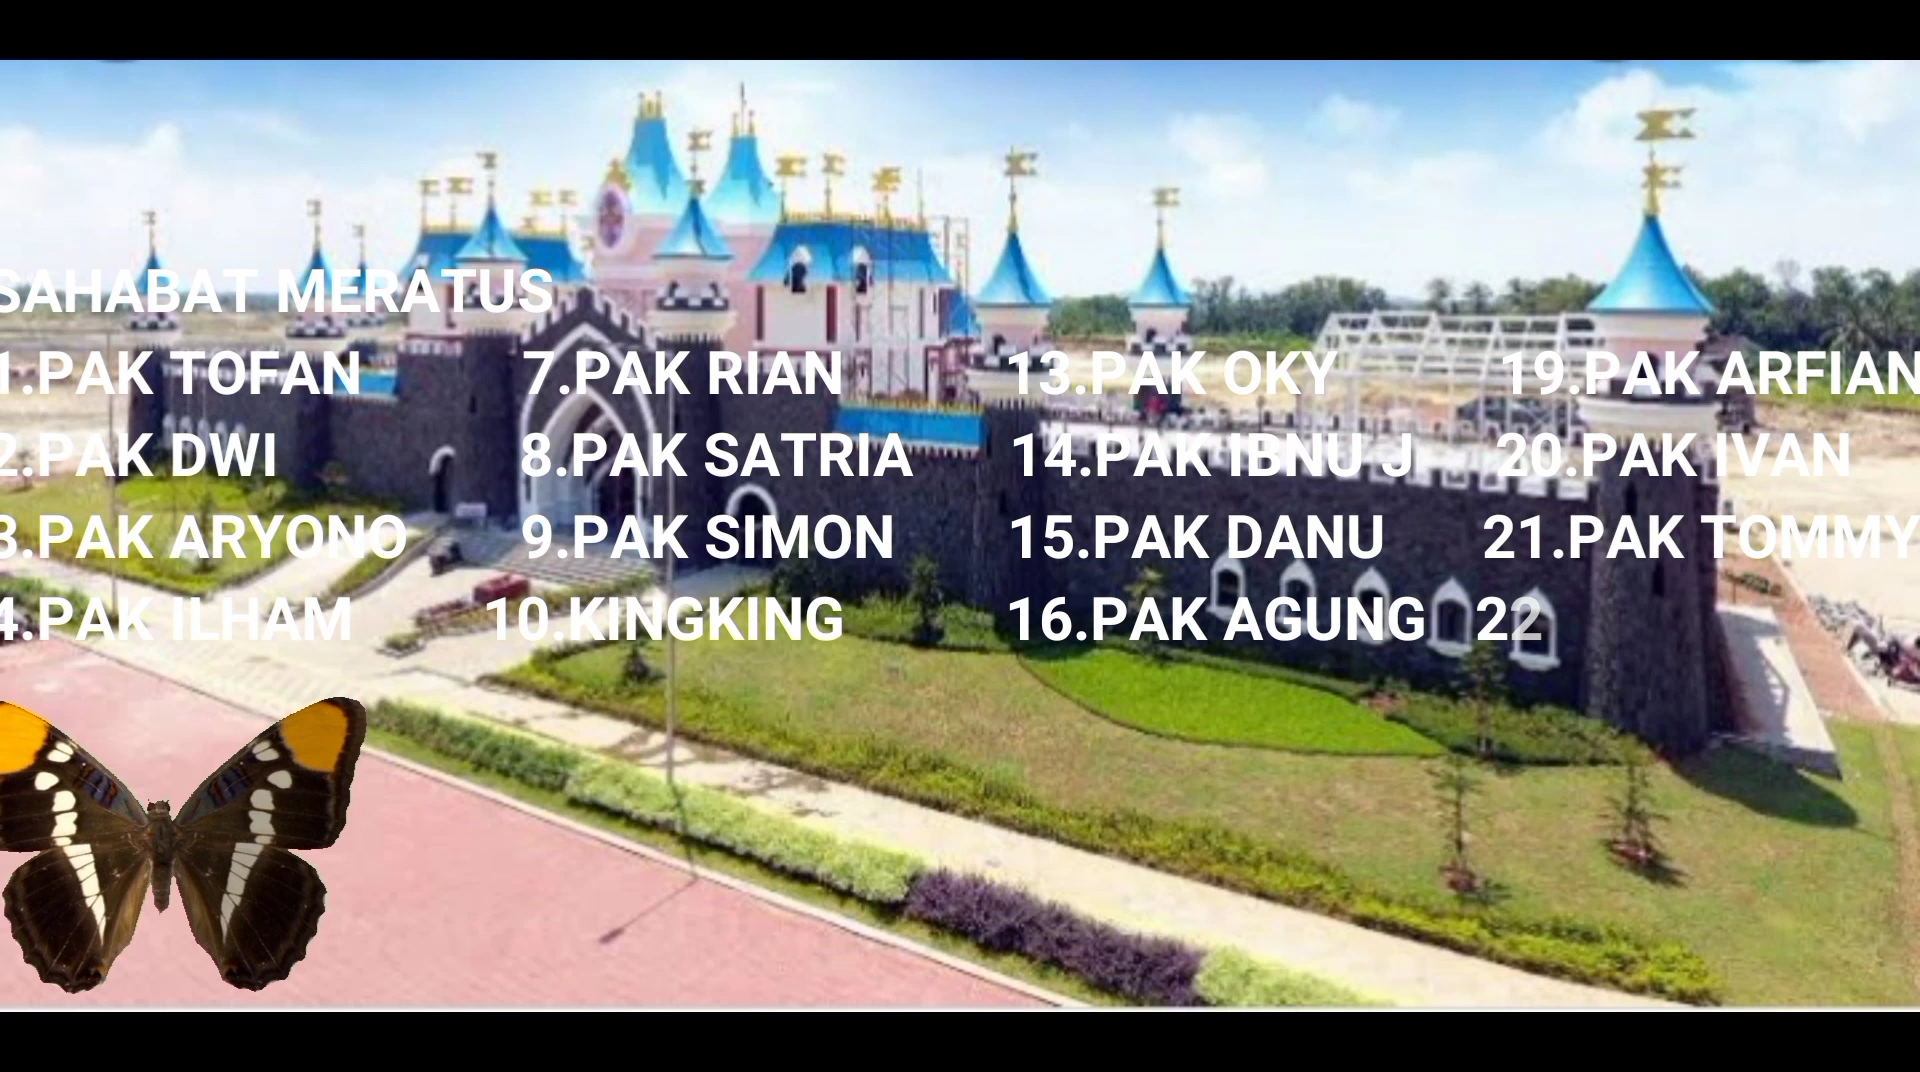 SAHABAT MERATUS
1.PAK TOFAN 7.PAK RIAN 13.PAK OKY 19.PAK ARFIAN
2.PAK DWI 8.PAK SATRIA 14.PAK IBNU J 20.PAK IVAN
3.PAK ARYONO 9.PAK SIMON 15.PAK DANU 21.PAK TOMMY
4.PAK ILHAM 10.KINGKING 16.PAK AGUNG 22